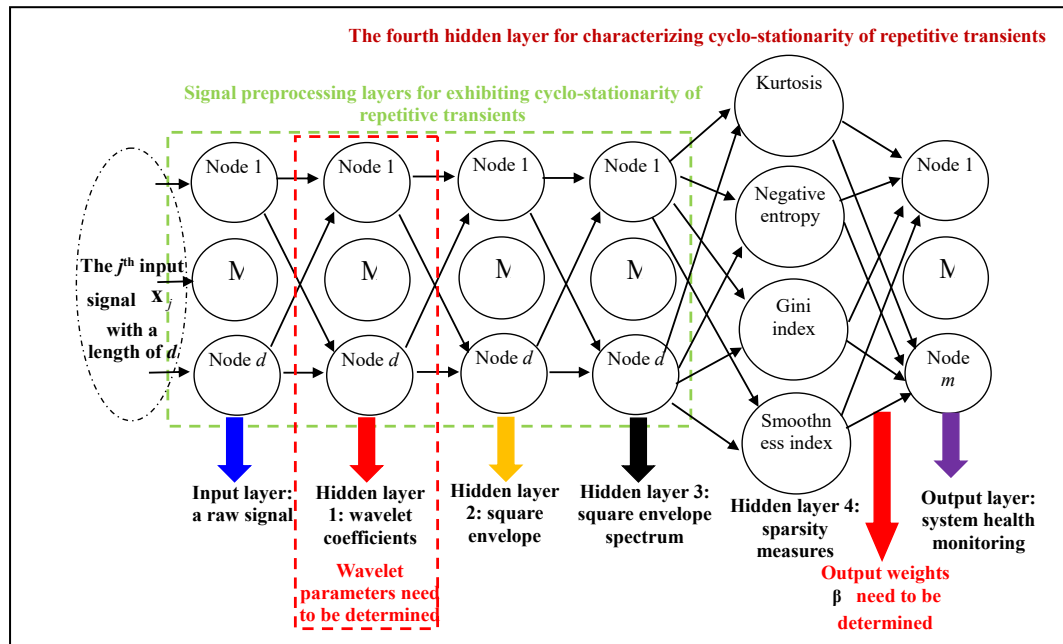 The fourth hidden layer for characterizing cyclo-stationarity of repetitive transients
Signal preprocessing layers for exhibiting cyclo-stationarity of
repetitive transients
The jth input
signal x j
with a
length of d
Node 1
M
Node d
Node 1
M
Node d
Node 1
M
Node d
Node 1
M
Node d
Kurtosis
Negative
entropy
Gini
index
Smoothn
ess index
Node 1
M
Node
m
Input layer:
a raw signal
Hidden layer
1: wavelet
coefficients
Hidden layer
2: square
envelope
Hidden layer 3:
square envelope
spectrum
Hidden layer 4:
sparsity
measures
Output layer:
system health
monitoring
Wavelet
parameters need
to be determined
Output weights
β need to be
determined